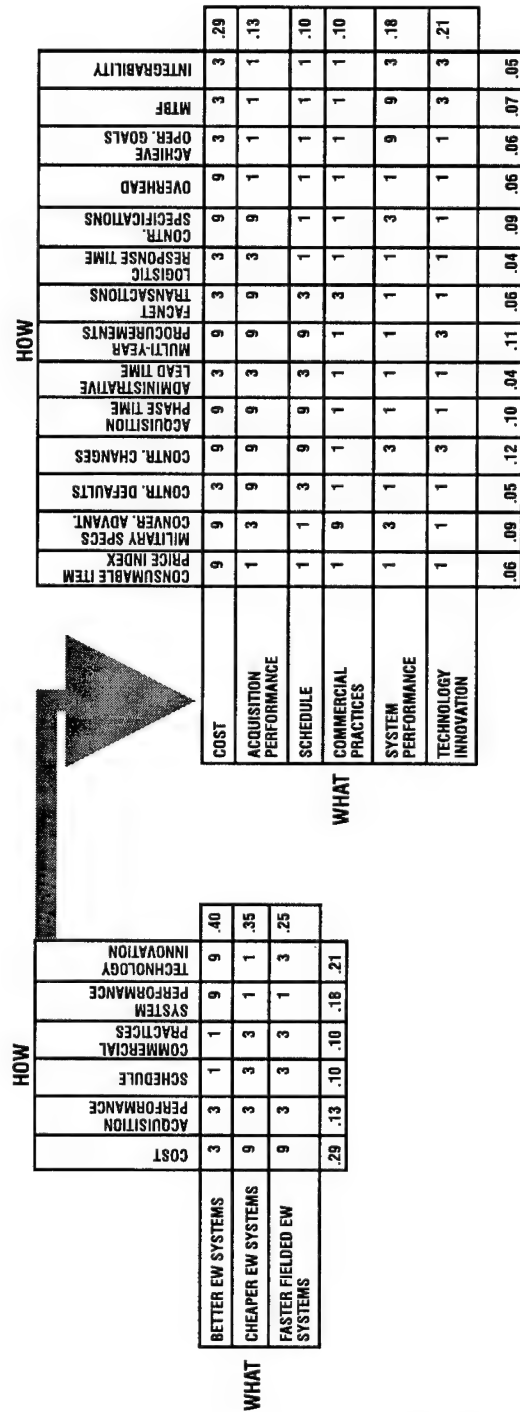 HOW
COST
ACQUISITION
PERFORMANCE
SCHEDULE
COMMERCIAL
PRACTICES
SYSTEM
PERFORMANCE
TECHNOLOGY
INNOVATION
WHAT
BETTER EW SYSTEMS 3 3 1 1 9 9 .40
CHEAPER EW SYSTEMS 9 3 3 3 1 1 .35
FASTER FIELDED EW
SYSTEMS 9 3 3 3 1 3 .25
.29 .13 .10 .10 .18 .21
HOW
CONSUMABLE ITEM
PRICE INDEX
MILITARY SPECS
CONVER. ADVANT.
CONTR. DEFAULTS
CONTR. CHANGES
ACQUISITION
PHASE TIME
ADMINISTRATIVE
LEAD TIME
MULTI-YEAR
PROCUREMENTS
FACNET
TRANSACTIONS
LOGISTIC
RESPONSE TIME
CONTR.
SPECIFICATIONS
OVERHEAD
ACHIEVE
OPER. GOALS
MTBF
INTEGRABILITY
WHAT
COST 9 9 3 9 9 3 9 3 3 9 9 3 3 3 .29
ACQUISITION
PERFORMANCE 1 3 9 9 9 3 9 9 3 9 1 1 1 1 .13
SCHEDULE 1 1 3 9 9 3 9 3 1 1 1 1 1 1 .10
COMMERCIAL
PRACTICES 1 9 1 1 1 1 1 3 1 1 1 1 1 1 .10
SYSTEM
PERFORMANCE 1 3 1 3 1 1 1 1 1 3 1 9 9 3 .18
TECHNOLOGY
INNOVATION 1 1 1 3 1 1 3 1 1 1 1 1 3 3 .21
.06 .09 .05 .12 .10 .04 .11 .06 .04 .09 .06 .06 .07 .05